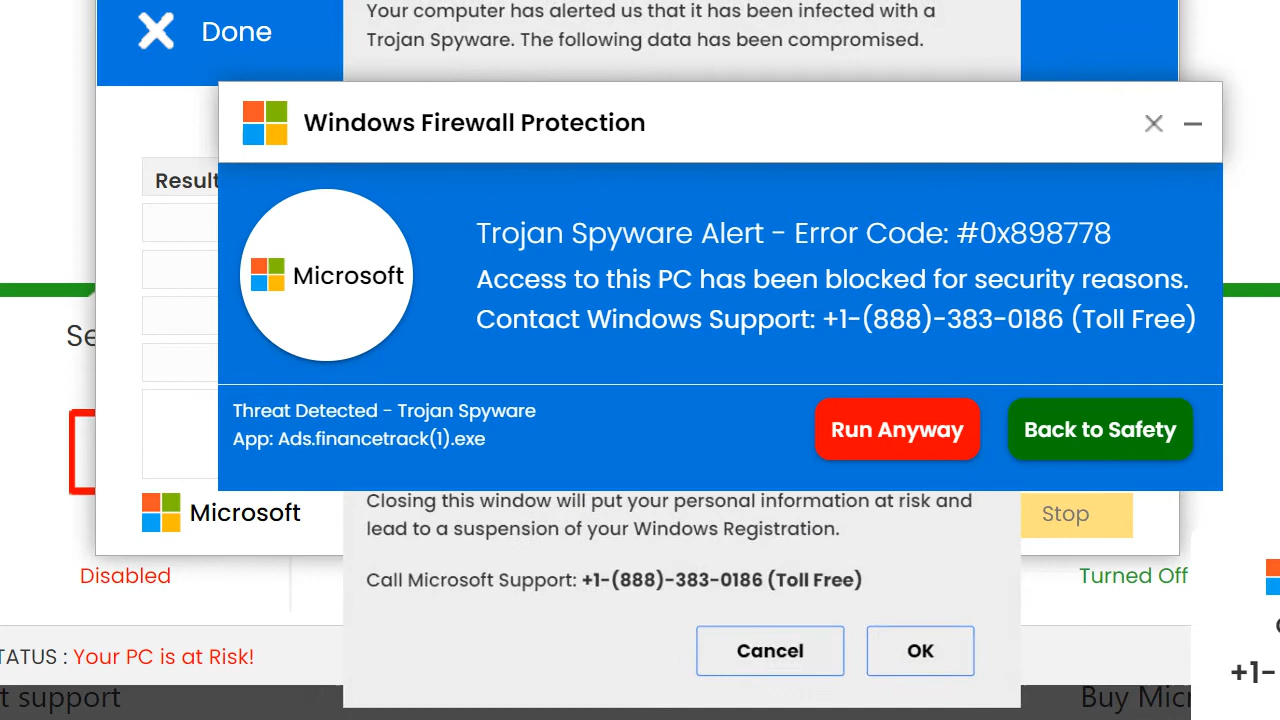 Your computer has alerted us that it has been infected with a
Trojan Spyware. The following data has been compromised.
Done
Windows Firewall Protection
Result
Microsoft
Trojan Spyware Alert - Error Code: #0x898778
Access to this PC has been blocked for security reasons.
Contact Windows Support: +1-(888)-383-0186 (Toll Free)
Threat Detected - Trojan Spyware
App: Ads.financetrack(1).exe
Run Anyway
Back to Safety
Closing this window will put your personal information at risk and
lead to a suspension of your Windows Registration.
Microsoft
Stop
Call Microsoft Support: +1-(888)-383-0186 (Toll Free)
Disabled
Turned Off
Cancel
OK
TATUS : Your PC is at Risk!
+1-
t support
Buy Micr